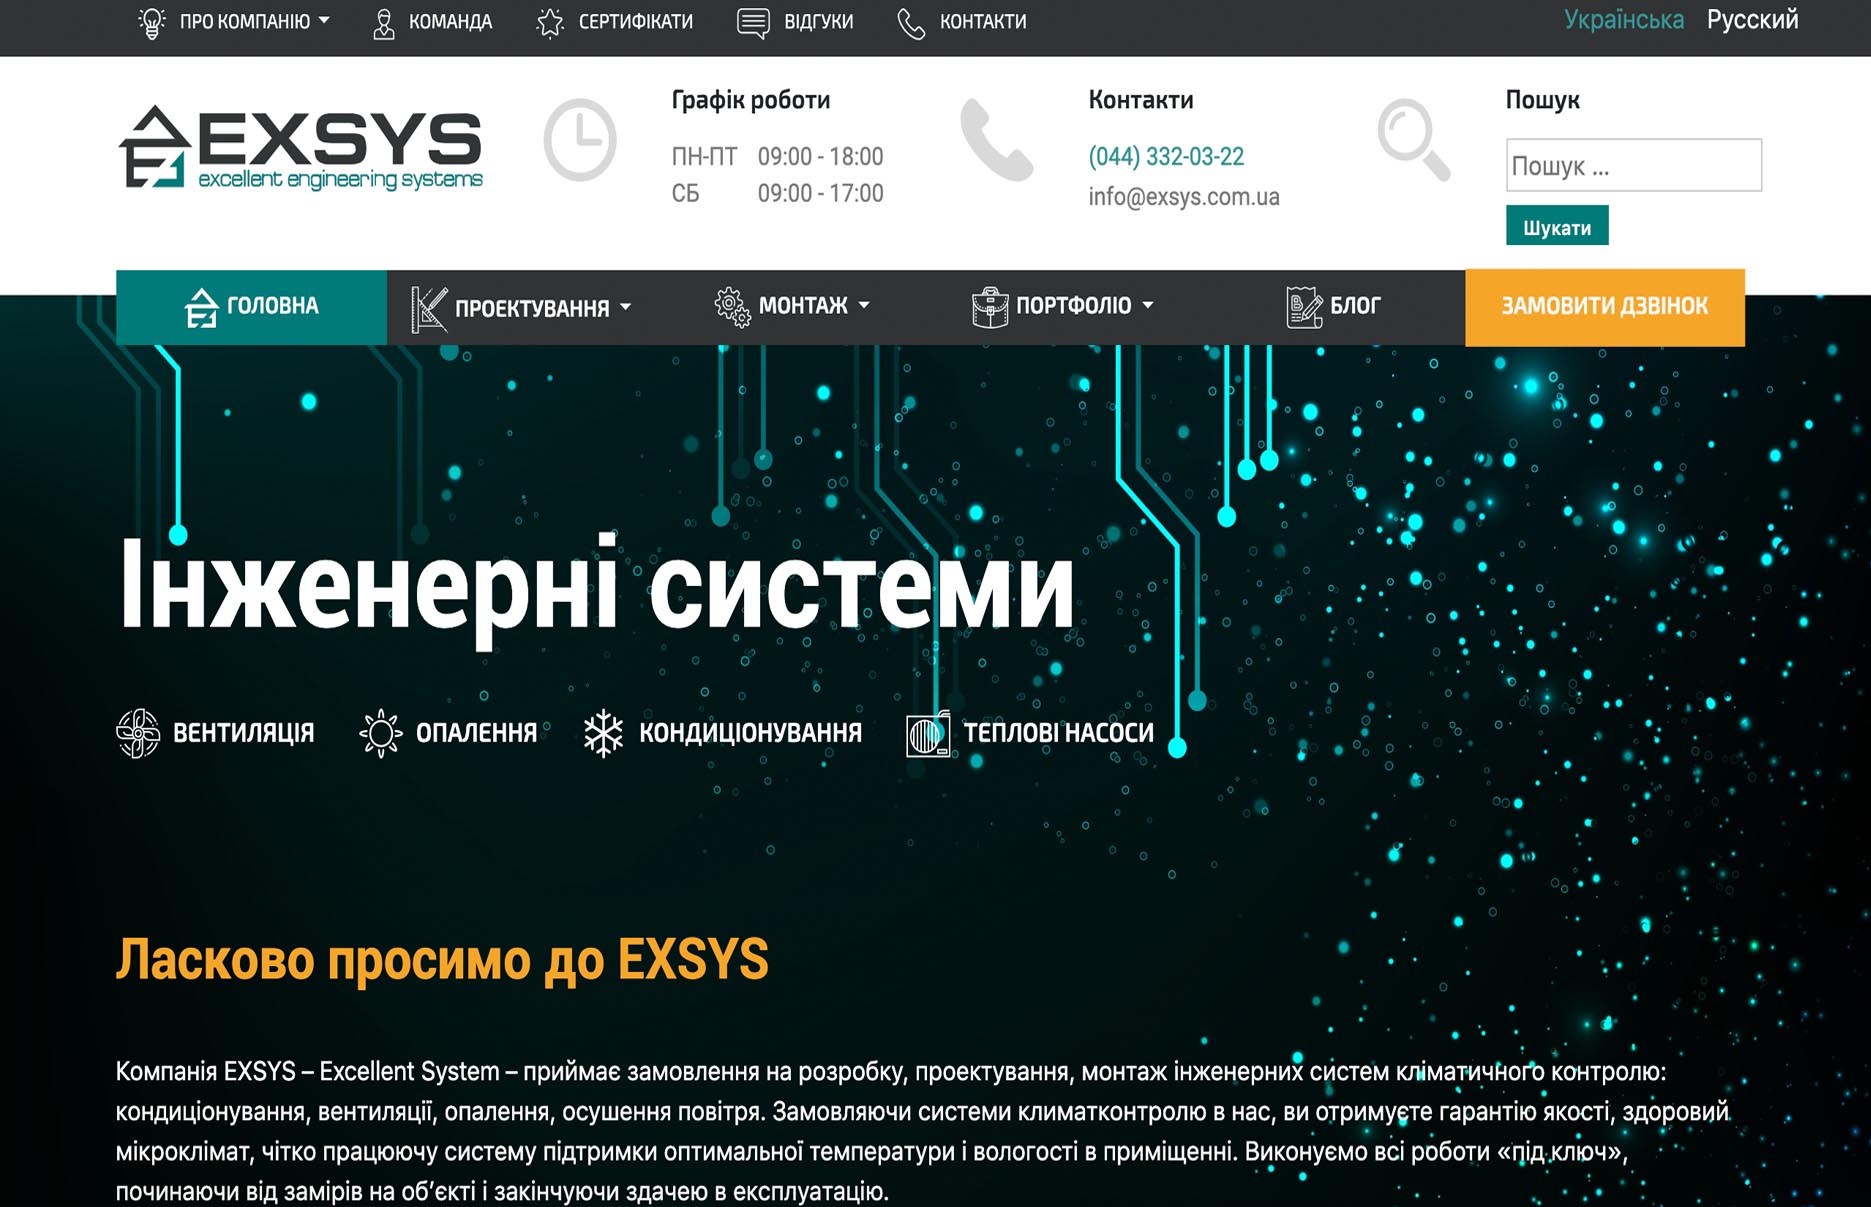 ПРО КОМПАНІЮ КОМАНДА СЕРТИФІКАТИ ВІДГУКИ КОНТАКТИ Українська Русский
EXSYS
excellent engineering systems
Графік роботи
ПН-ПТ 09:00 - 18:00
СБ 09:00 - 17:00
Контакти
(044) 332-03-22
info@exsys.com.ua
Пошук
Пошук ...
Шукати
ГОЛОВНА ПРОЕКТУВАННЯ МОНТАЖ ПОРТФОЛІО БЛОГ ЗАМОВИТИ ДЗВІНОК
Інженерні системи
ВЕНТИЛЯЦІЯ ОПАЛЕННЯ КОНДИЦІОНУВАННЯ ТЕПЛОВІ НАСОСИ
Ласково просимо до EXSYS
Компанія EXSYS – Excellent System – приймає замовлення на розробку, проектування, монтаж інженерних систем кліматичного контролю:
кондиціонування, вентиляції, опалення, осушення повітря. Замовляючи системи климатконтролю в нас, ви отримуєте гарантію якості, здоровий
мікроклімат, чітко працюючу систему підтримки оптимальної температури і вологості в приміщенні. Виконуємо всі роботи «під ключ»,
починаючи від замірів на об’єкті і закінчуючи здачею в експлуатацію.